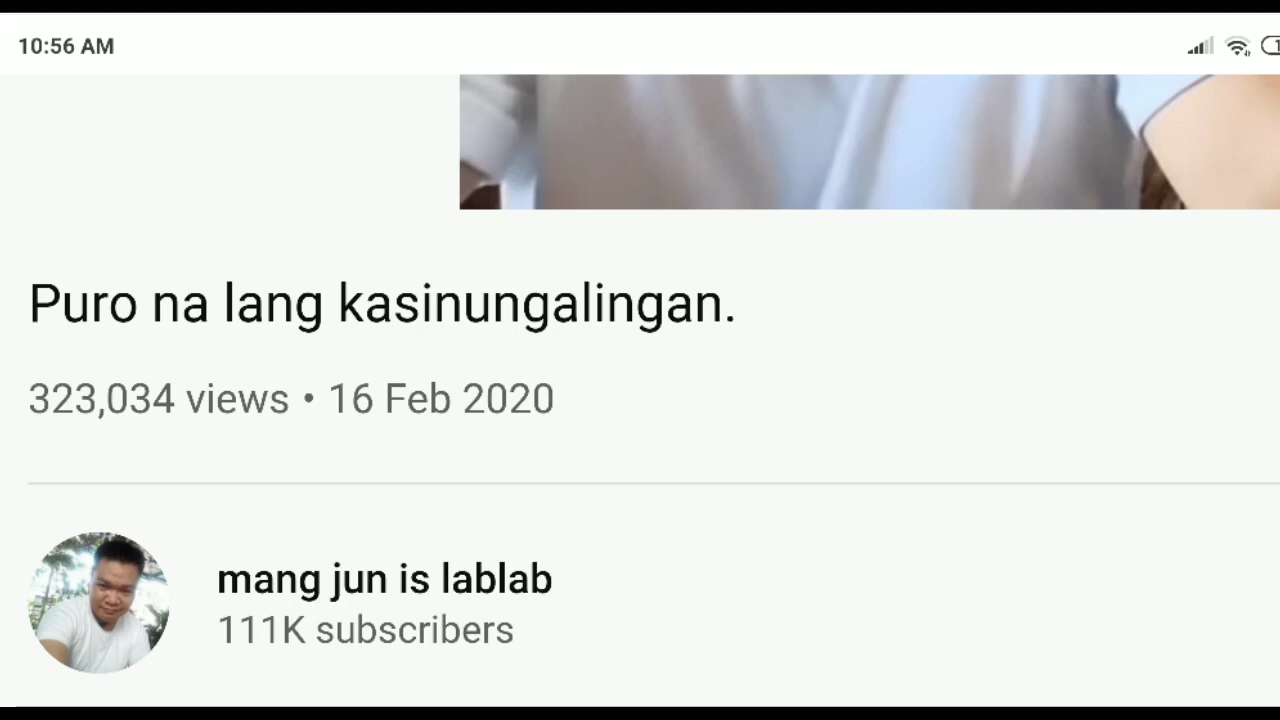 10:56 AM
Puro na lang kasinungalingan.
323,034 views • 16 Feb 2020
mang jun is lablab
111K subscribers